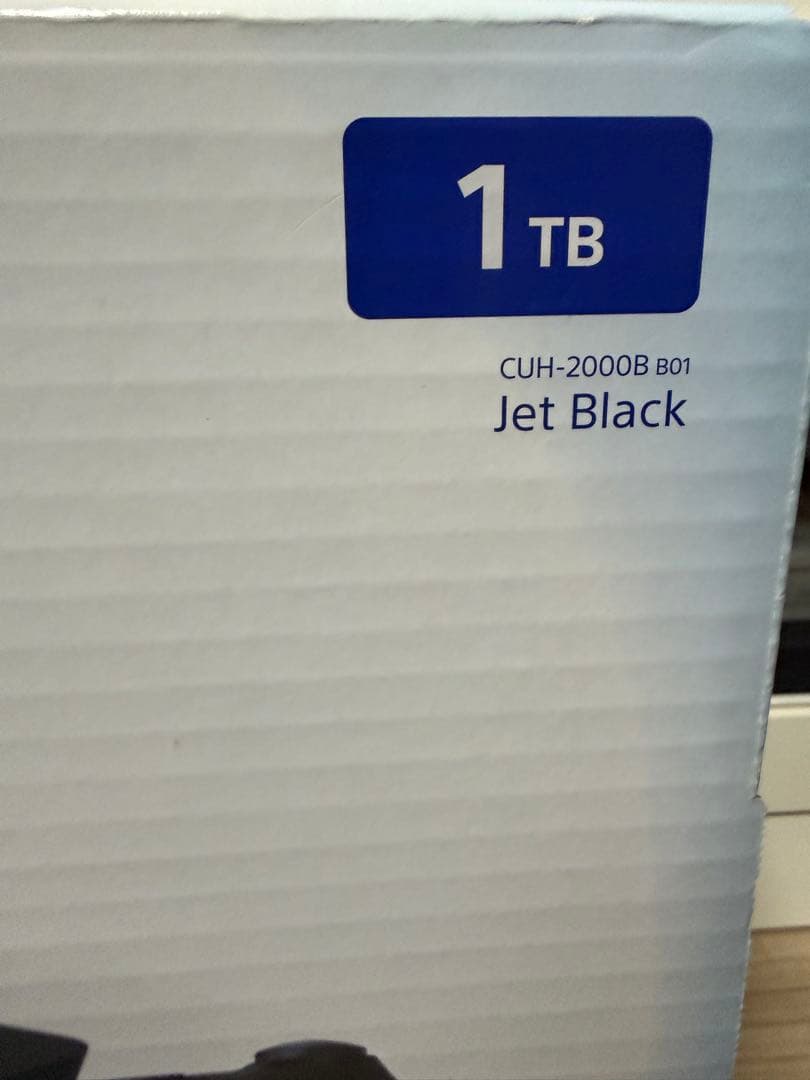 1 TB
CUH-2000B B01
Jet Black